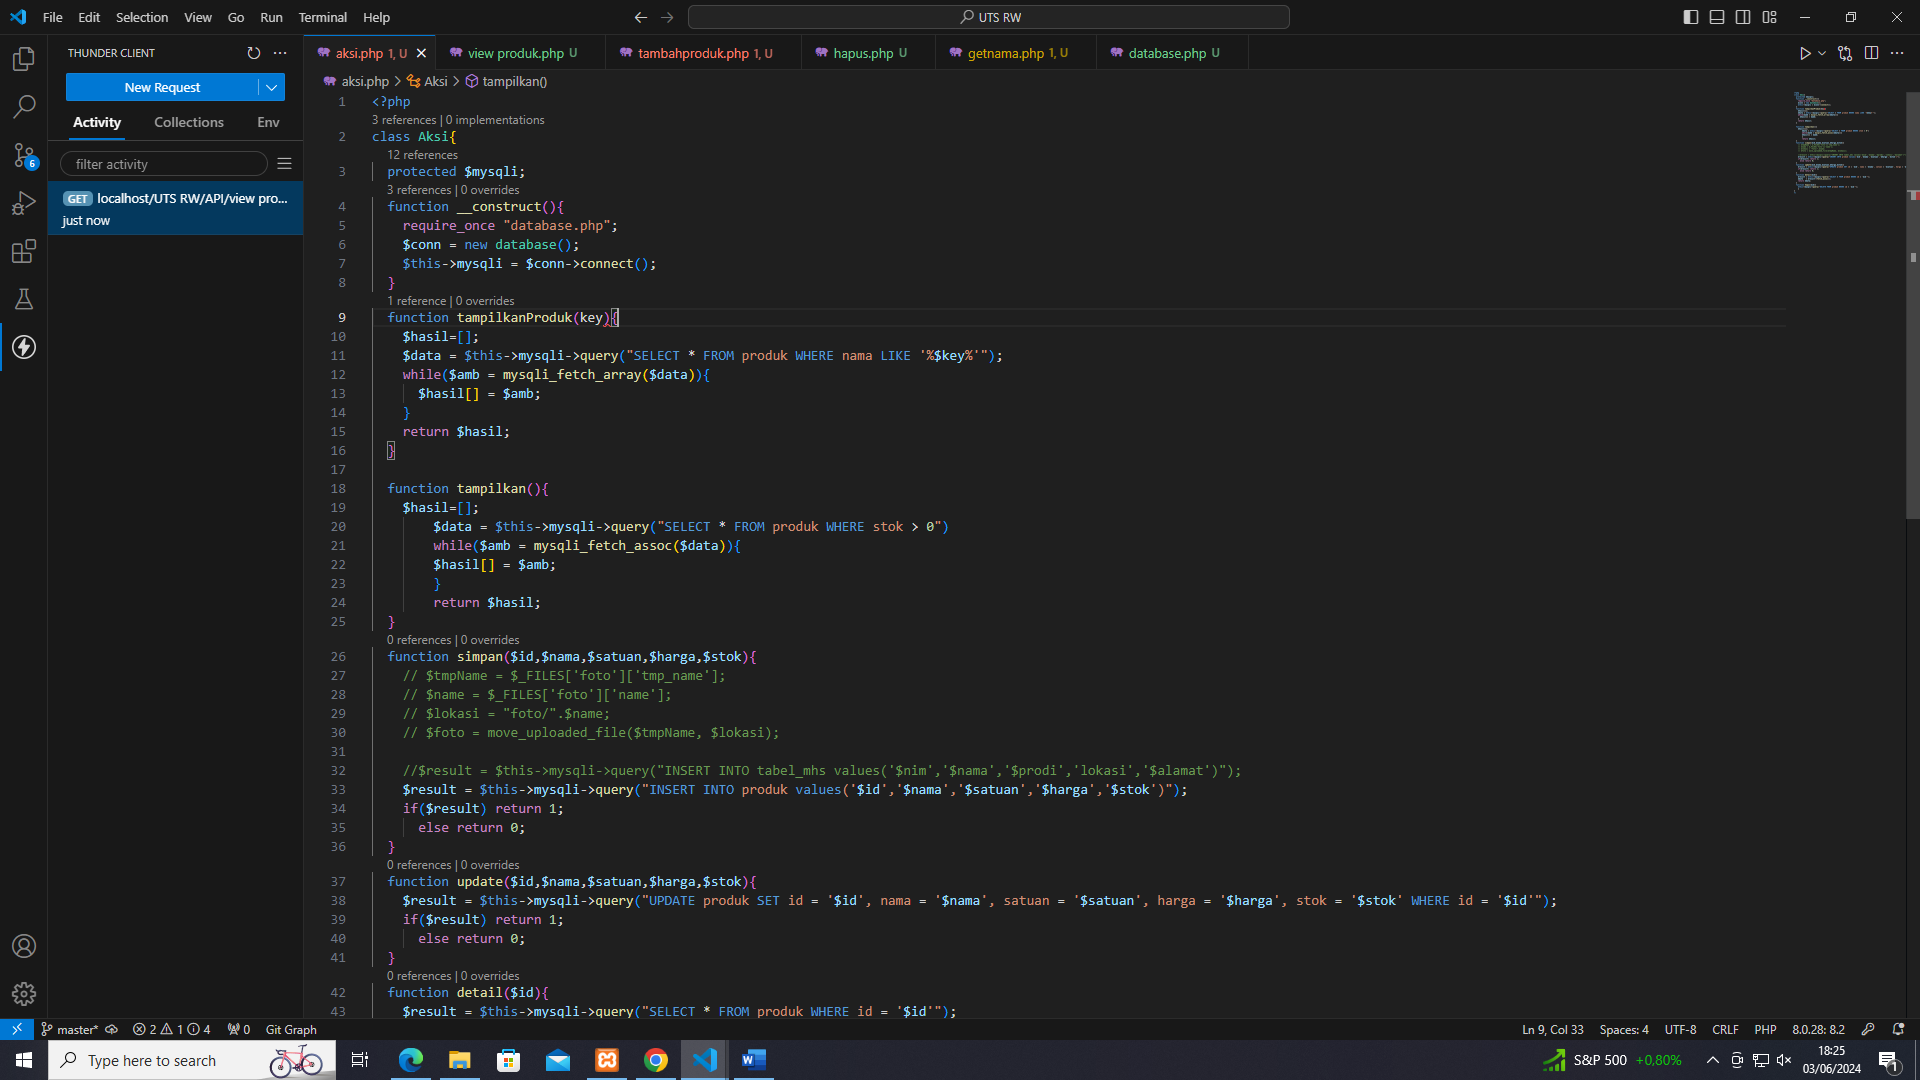 File Edit Selection View Go Run Terminal Help
UTS RW
THUNDER CLIENT
New Request
Activity Collections Env
filter activity
GET localhost/UTS RW/API/view pro...
just now
aksi.php 1, U
view produk.php U
tambahproduk.php 1, U
hapus.php U
getnama.php 1, U
database.php U
aksi.php > Aksi > tampilkan()
1 <?php
3 references | 0 implementations
2 class Aksi{
12 references
3 protected $mysqli;
3 references | 0 overrides
4 function __construct(){
5 require_once "database.php";
6 $conn = new database();
7 $this->mysqli = $conn->connect();
8 }
1 reference | 0 overrides
9 function tampilkanProduk(key){
10 $hasil=[];
11 $data = $this->mysqli->query("SELECT * FROM produk WHERE nama LIKE '%$key%'");
12 while($amb = mysqli_fetch_array($data)){
13 $hasil[] = $amb;
14 }
15 return $hasil;
16 }
17
18 function tampilkan(){
19 $hasil=[];
20 $data = $this->mysqli->query("SELECT * FROM produk WHERE stok > 0")
21 while($amb = mysqli_fetch_assoc($data)){
22 $hasil[] = $amb;
23 }
24 return $hasil;
25 }
0 references | 0 overrides
26 function simpan($id,$nama,$satuan,$harga,$stok){
27 // $tmpName = $_FILES['foto']['tmp_name'];
28 // $name = $_FILES['foto']['name'];
29 // $lokasi = "foto/".$name;
30 // $foto = move_uploaded_file($tmpName, $lokasi);
31
32 //$result = $this->mysqli->query("INSERT INTO tabel_mhs values('$nim','$nama','$prodi','lokasi','$alamat')");
33 $result = $this->mysqli->query("INSERT INTO produk values('$id','$nama','$satuan','$harga','$stok')");
34 if($result) return 1;
35 else return 0;
36 }
0 references | 0 overrides
37 function update($id,$nama,$satuan,$harga,$stok){
38 $result = $this->mysqli->query("UPDATE produk SET id = '$id', nama = '$nama', satuan = '$satuan', harga = '$harga', stok = '$stok' WHERE id = '$id'");
39 if($result) return 1;
40 else return 0;
41 }
0 references | 0 overrides
42 function detail($id){
43 $result = $this->mysqli->query("SELECT * FROM produk WHERE id = '$id'");
6
master* 2 1 4 0 Git Graph
Ln 9, Col 33 Spaces: 4 UTF-8 CRLF PHP 8.0.28: 8.2
Type here to search
S&P 500 +0,80%
18:25
03/06/2024
1